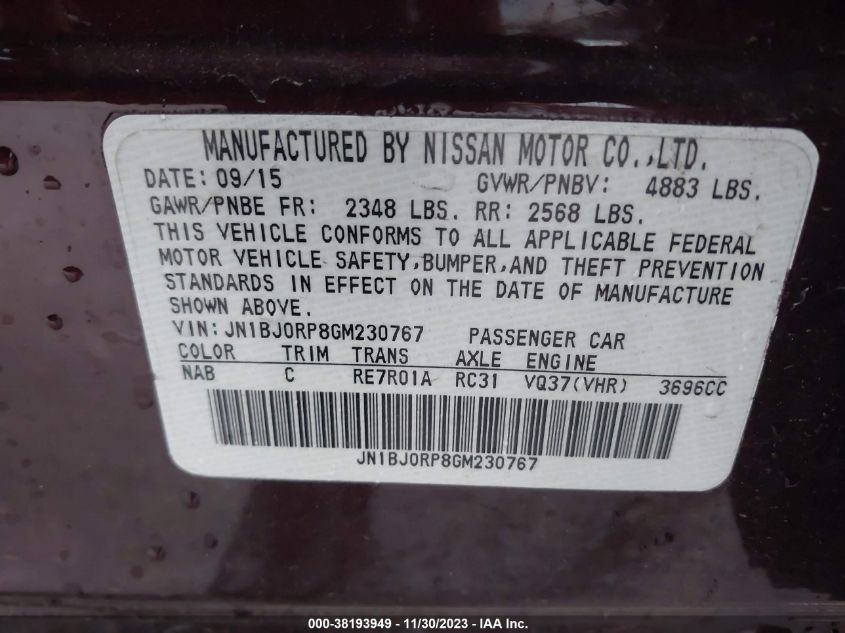 MANUFACTURED BY NISSAN MOTOR CO.,LTD.
DATE: 09/15 GVWR/PNBV: 4883 LBS.
GAWR/PNBE FR: 2348 LBS. RR: 2568 LBS.
THIS VEHICLE CONFORMS TO ALL APPLICABLE FEDERAL
MOTOR VEHICLE SAFETY,BUMPER,AND THEFT PREVENTION
STANDARDS IN EFFECT ON THE DATE OF MANUFACTURE
SHOWN ABOVE.
VIN: JN1BJ0RP8GM230767 PASSENGER CAR
COLOR TRIM TRANS AXLE ENGINE
NAB C RE7R01A RC31 VQ37(VHR) 3696CC
JN1BJ0RP8GM230767
000-38193949 - 11/30/2023 - IAA Inc.